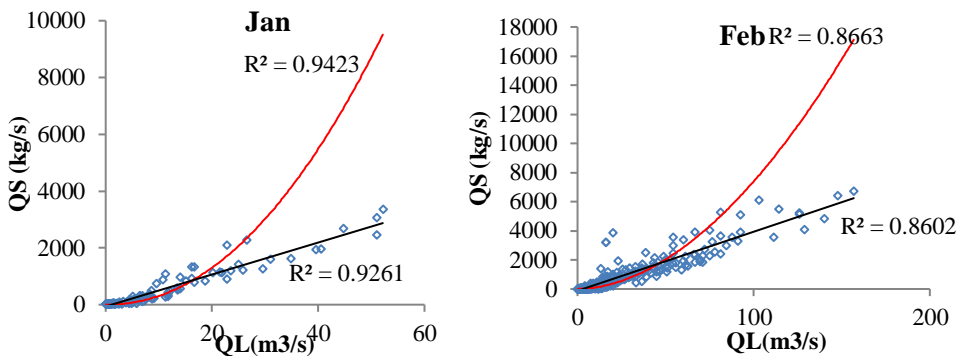 Jan
QS (kg/s)
10000
8000
6000
4000
2000
0
R² = 0.9423
R² = 0.9261
0 20 40 60
QL(m3/s)
Feb
QS (kg/s)
18000
16000
14000
12000
10000
8000
6000
4000
2000
0
R² = 0.8663
R² = 0.8602
0 100 200
QL(m3/s)